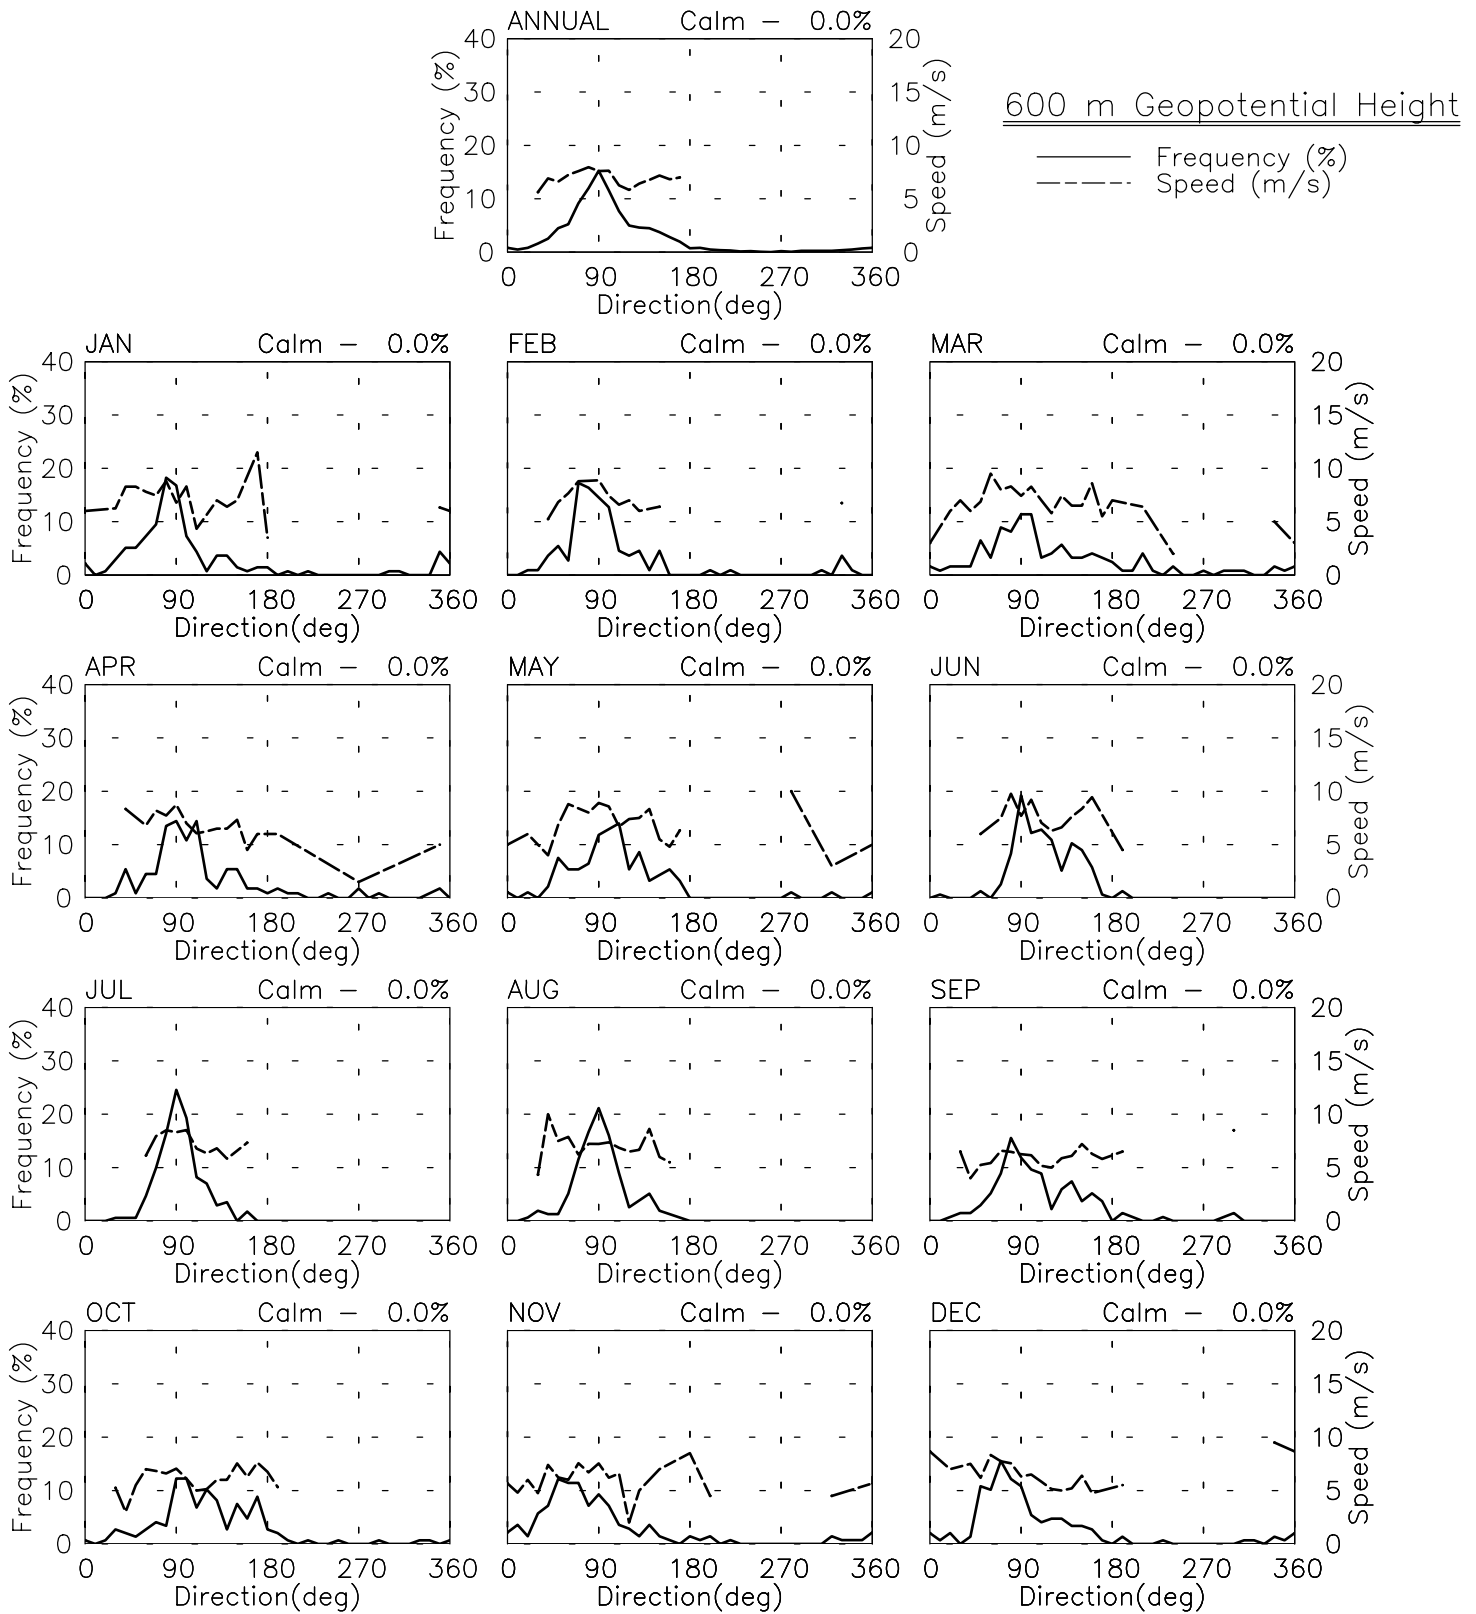 ANNUAL Calm - 0.0%
40 20
30 15
20 10
10 5
0 0
Frequency (%)
Speed (m/s)
0 90 180 270 360
Direction(deg)
600 m Geopotential Height
Frequency (%)
Speed (m/s)
JAN Calm - 0.0% FEB Calm - 0.0% MAR Calm - 0.0%
40 20
30 15
20 10
10 5
0 0
Frequency (%)
Speed (m/s)
0 90 180 270 360 0 90 180 270 360 0 90 180 270 360
Direction(deg) Direction(deg) Direction(deg)
APR Calm - 0.0% MAY Calm - 0.0% JUN Calm - 0.0%
40 20
30 15
20 10
10 5
0 0
Frequency (%)
Speed (m/s)
0 90 180 270 360 0 90 180 270 360 0 90 180 270 360
Direction(deg) Direction(deg) Direction(deg)
JUL Calm - 0.0% AUG Calm - 0.0% SEP Calm - 0.0%
40 20
30 15
20 10
10 5
0 0
Frequency (%)
Speed (m/s)
0 90 180 270 360 0 90 180 270 360 0 90 180 270 360
Direction(deg) Direction(deg) Direction(deg)
OCT Calm - 0.0% NOV Calm - 0.0% DEC Calm - 0.0%
40 20
30 15
20 10
10 5
0 0
Frequency (%)
Speed (m/s)
0 90 180 270 360 0 90 180 270 360 0 90 180 270 360
Direction(deg) Direction(deg) Direction(deg)